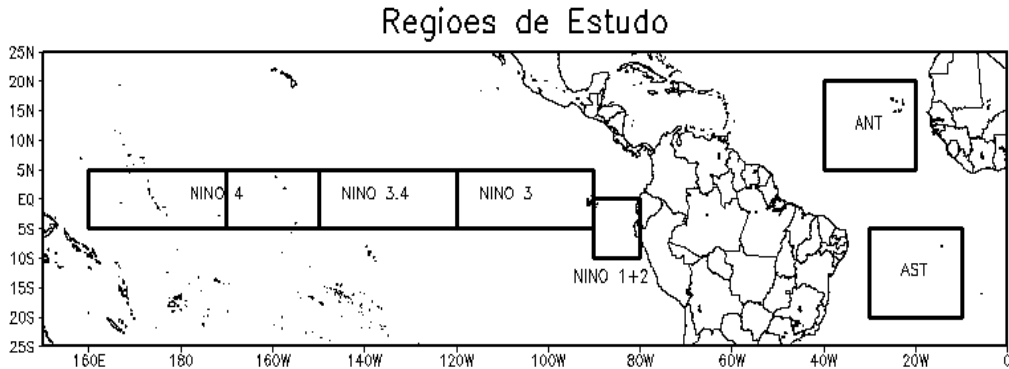 Regioes de Estudo
25N
20N
15N
10N
5N
EQ
5S
10S
15S
20S
25S
ANT
NINO 4
NINO 3.4
NINO 3
NINO 1+2
AST
160E
180
160W
140W
120W
100W
80W
60W
40W
20W
0